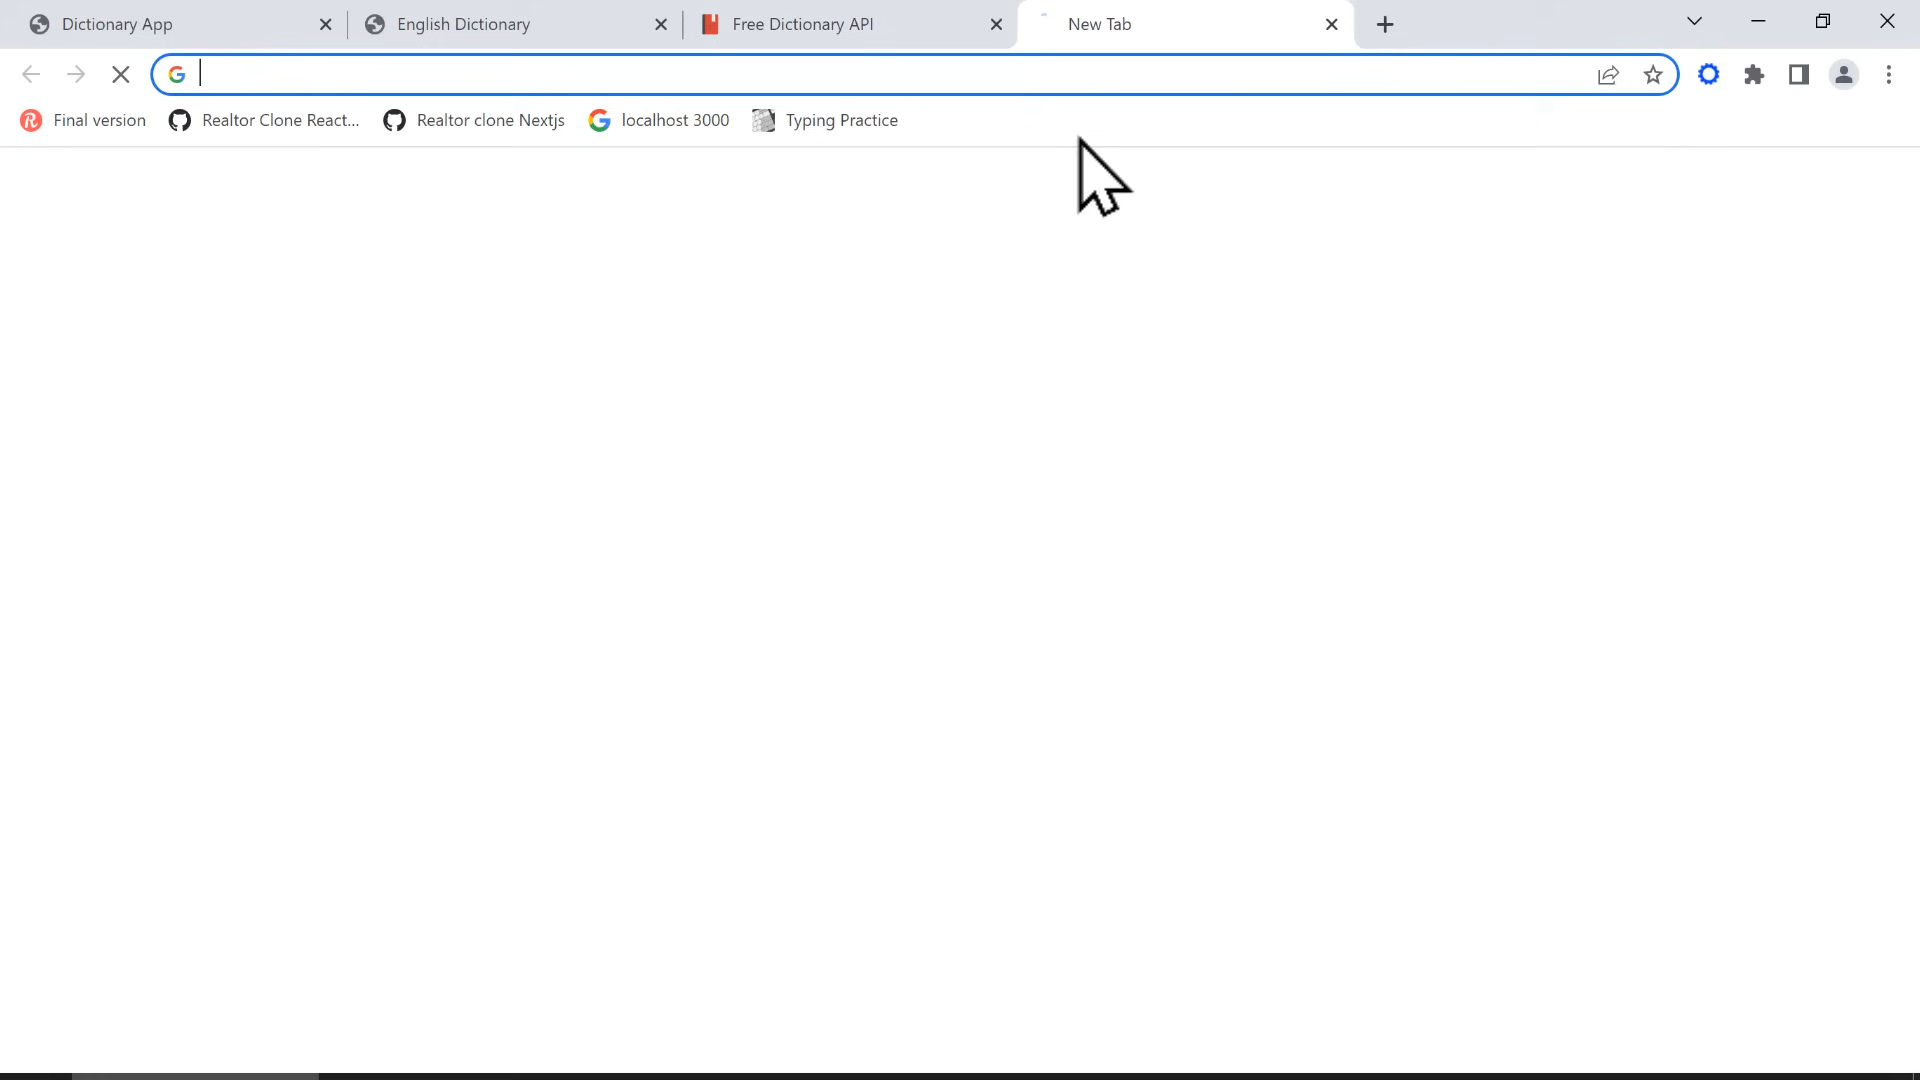 Dictionary App English Dictionary Free Dictionary API New Tab
Final version Realtor Clone React... Realtor clone Nextjs localhost 3000 Typing Practice